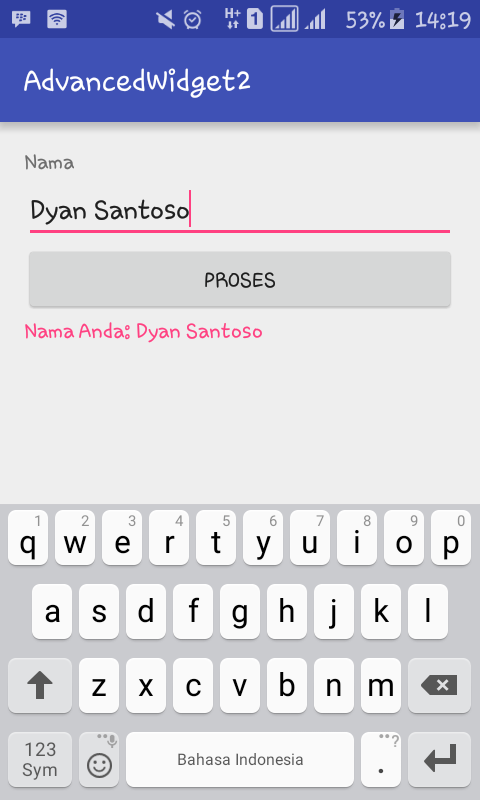 H+ 1 53% 14:19
AdvancedWidget2
Nama
Dyan Santoso
PROSES
Nama Anda: Dyan Santoso
1 2 3 4 5 6 7 8 9 0
q w e r t y u i o p
a s d f g h j k l
z x c v b n m
123 Sym Bahasa Indonesia . ?